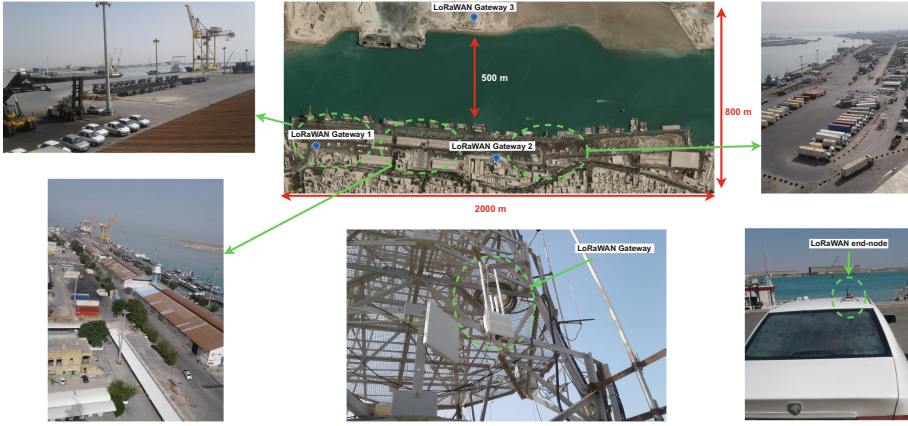 LoRaWAN Gateway 3
500 m
800 m
LoRaWAN Gateway 1
LoRaWAN Gateway 2
2000 m
LoRaWAN Gateway
LoRaWAN end-node